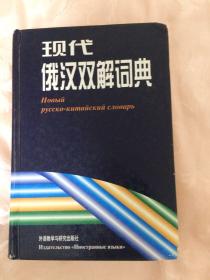 现代
俄汉双解词典
Новый
русско-китайский словарь
外语教学与研究出版社
Издательство «Иностранные языки»